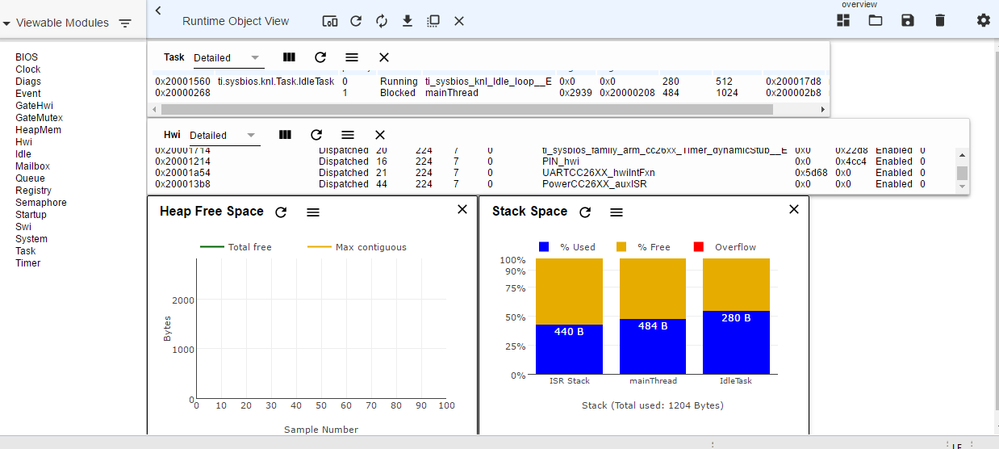 overview
Viewable Modules
Runtime Object View
BIOS
Clock
Diags
Event
GateHwi
GateMutex
HeapMem
Hwi
Idle
Mailbox
Queue
Registry
Semaphore
Startup
Swi
System
Task
Timer
Task Detailed
0x20001560 ti.sysbios.knl.Task.IdleTask 0 Running ti_sysbios_knl_Idle_loop__E 0x0 0x0 280 512 0x200017d8
0x20000268 1 Blocked mainThread 0x2939 0x20000208 484 1024 0x200002b8
Hwi Detailed
0x20001714 Dispatched 20 224 7 0 ti_sysbios_family_arm_cc26xx_Timer_dynamicStub__E 0x0 0x22d8 Enabled 0
0x20001214 Dispatched 16 224 7 0 PIN_hwi 0x0 0x4cc4 Enabled 0
0x20001a54 Dispatched 21 224 7 0 UARTCC26XX_hwiIntFxn 0x5d68 0x0 Enabled 0
0x200013b8 Dispatched 44 224 7 0 PowerCC26XX_auxISR 0x0 0x0 Enabled 0
Heap Free Space
Total free Max contiguous
2000
1000
0
Bytes
0 10 20 30 40 50 60 70 80 90 100
Sample Number
Stack Space
% Used % Free Overflow
100%
90%
75%
50%
25%
0%
440 B 484 B 280 B
ISR Stack mainThread IdleTask
Stack (Total used: 1204 Bytes)
LE